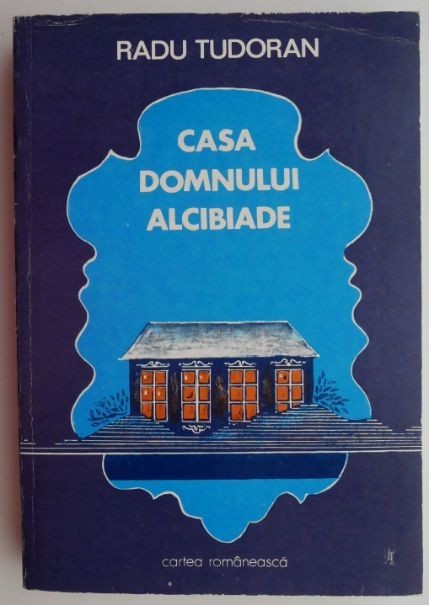 RADU TUDORAN
CASA
DOMNULUI
ALCIBIADE
cartea românească